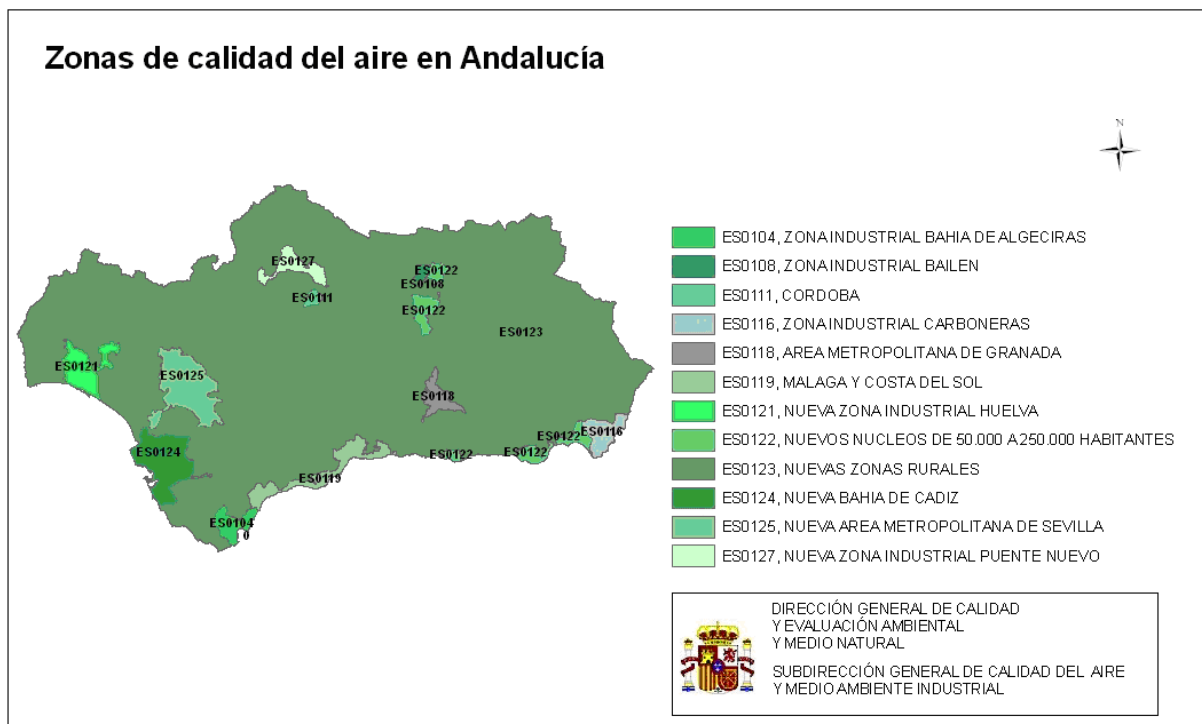 Zonas de calidad del aire en Andalucía
N
ES0127
ES0122
ES0108
ES0111
ES0122
ES0123
ES0121
ES0125
ES0118
ES0124
ES0122
ES0116
ES0122
ES0122
ES0119
ES0104
0
ES0104, ZONA INDUSTRIAL BAHIA DE ALGECIRAS
ES0108, ZONA INDUSTRIAL BAILEN
ES0111, CORDOBA
ES0116, ZONA INDUSTRIAL CARBONERAS
ES0118, AREA METROPOLITANA DE GRANADA
ES0119, MALAGA Y COSTA DEL SOL
ES0121, NUEVA ZONA INDUSTRIAL HUELVA
ES0122, NUEVOS NUCLEOS DE 50.000 A 250.000 HABITANTES
ES0123, NUEVAS ZONAS RURALES
ES0124, NUEVA BAHIA DE CADIZ
ES0125, NUEVA AREA METROPOLITANA DE SEVILLA
ES0127, NUEVA ZONA INDUSTRIAL PUENTE NUEVO
DIRECCIÓN GENERAL DE CALIDAD
Y EVALUACIÓN AMBIENTAL
Y MEDIO NATURAL
SUBDIRECCIÓN GENERAL DE CALIDAD DEL AIRE
Y MEDIO AMBIENTE INDUSTRIAL